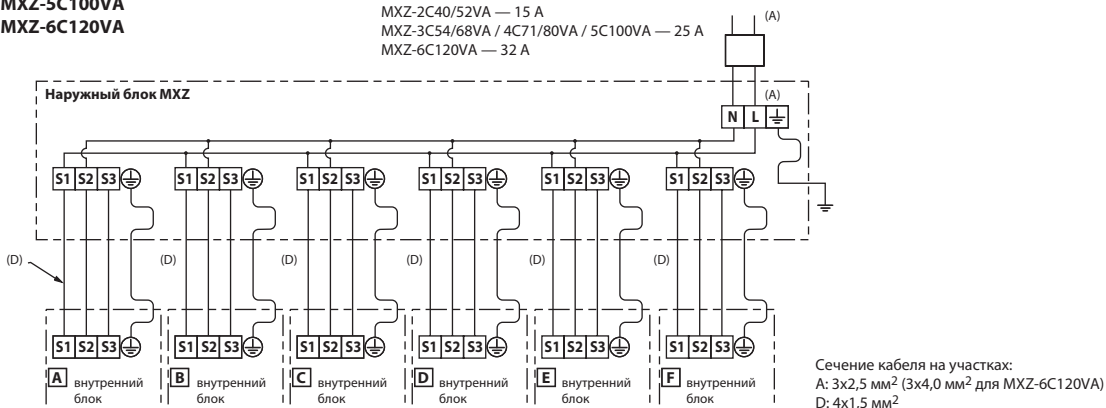 MXZ-5C100VA
MXZ-6C120VA
MXZ-2C40/52VA — 15 A
MXZ-3C54/68VA / 4C71/80VA / 5C100VA — 25 A
MXZ-6C120VA — 32 A
(A)
Наружный блок MXZ
(A)
N L
S1 S2 S3 S1 S2 S3 S1 S2 S3 S1 S2 S3 S1 S2 S3 S1 S2 S3
(D) (D) (D) (D) (D) (D)
S1 S2 S3 S1 S2 S3 S1 S2 S3 S1 S2 S3 S1 S2 S3 S1 S2 S3
A внутренний блок
B внутренний блок
C внутренний блок
D внутренний блок
E внутренний блок
F внутренний блок
Сечение кабеля на участках:
A: 3x2,5 мм2 (3x4,0 мм2 для MXZ-6C120VA)
D: 4x1,5 мм2